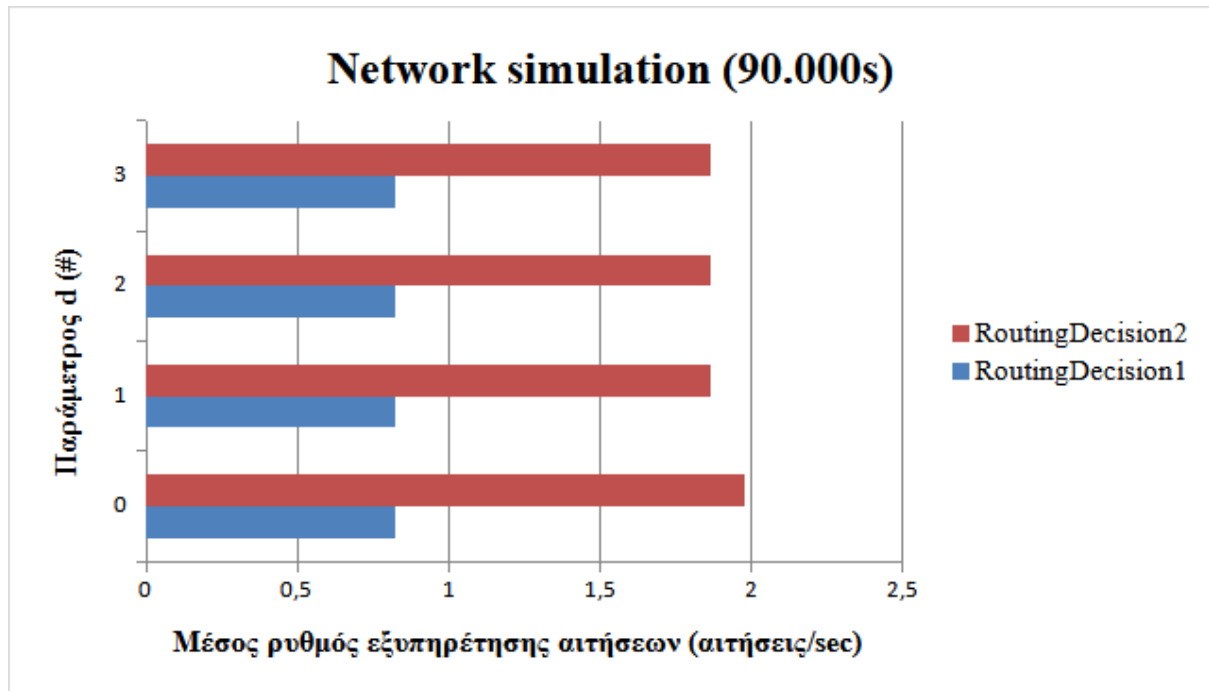 Network simulation (90.000s)
Παράμετρος d (#)
3
2
1
0
0
0,5
1
1,5
2
2,5
Μέσος ρυθμός εξυπηρέτησης αιτήσεων (αιτήσεις/sec)
RoutingDecision2
RoutingDecision1